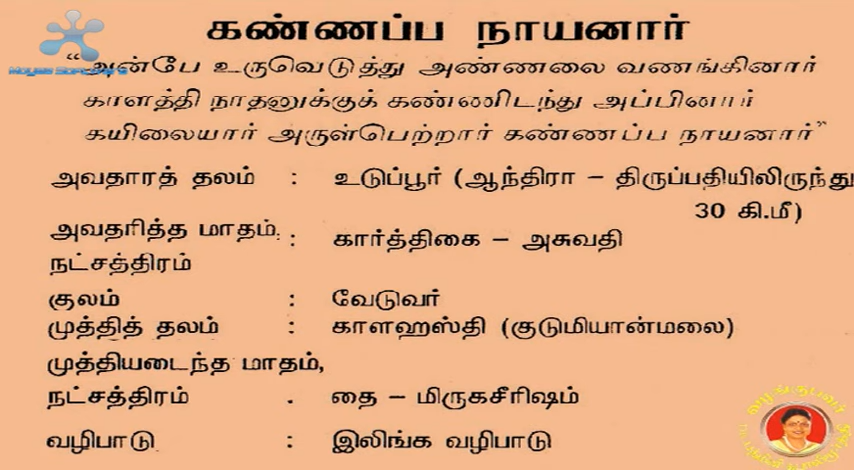 கண்ணப்ப நாயனார்
“அன்பே உருவெடுத்து அண்ணலை வணங்கினார்
காளத்தி நாதனுக்குக் கண்ணிடந்து அப்பினார்
கயிலையார் அருள்பெற்றார் கண்ணப்ப நாயனார்”
அவதாரத் தலம் : உடுப்பூர் (ஆந்திரா – திருப்பதியிலிருந்து
30 கி.மீ)
அவதரித்த மாதம்,
நட்சத்திரம் : கார்த்திகை – அசுவதி
குலம் : வேடுவர்
முத்தித் தலம் : காளஹஸ்தி (குடுமியான்மலை)
முத்தியடைந்த மாதம்,
நட்சத்திரம் . தை – மிருகசீரிஷம்
வழிபாடு : இலிங்க வழிபாடு